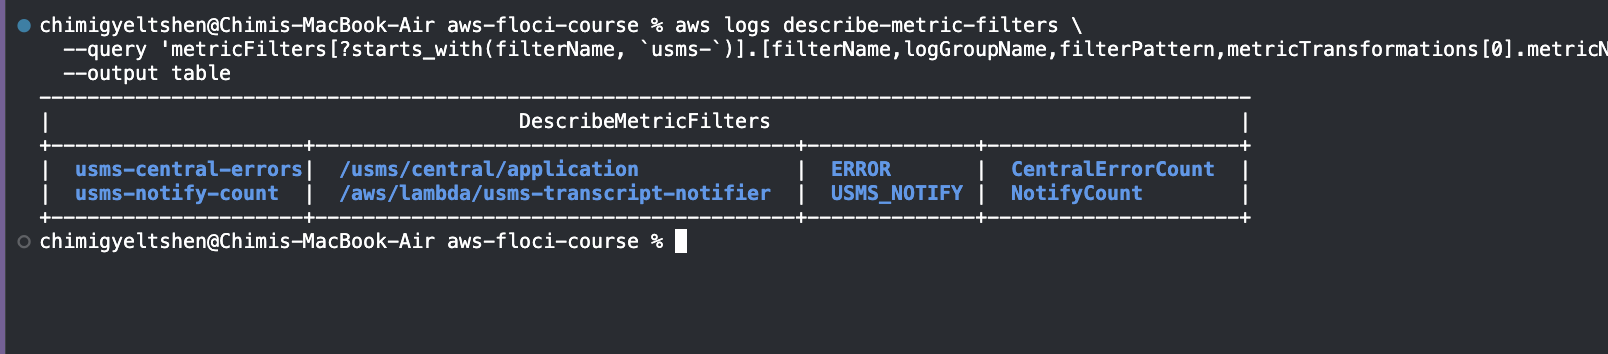 chimigyeltshen@Chimis-MacBook-Air aws-floci-course % aws logs describe-metric-filters \
--query 'metricFilters[?starts_with(filterName, `usms-`)].[filterName,logGroupName,filterPattern,metricTransformations[0].metricN
--output table
DescribeMetricFilters
usms-central-errors| /usms/central/application | ERROR | CentralErrorCount |
usms-notify-count | /aws/lambda/usms-transcript-notifier | USMS_NOTIFY | NotifyCount |
chimigyeltshen@Chimis-MacBook-Air aws-floci-course %